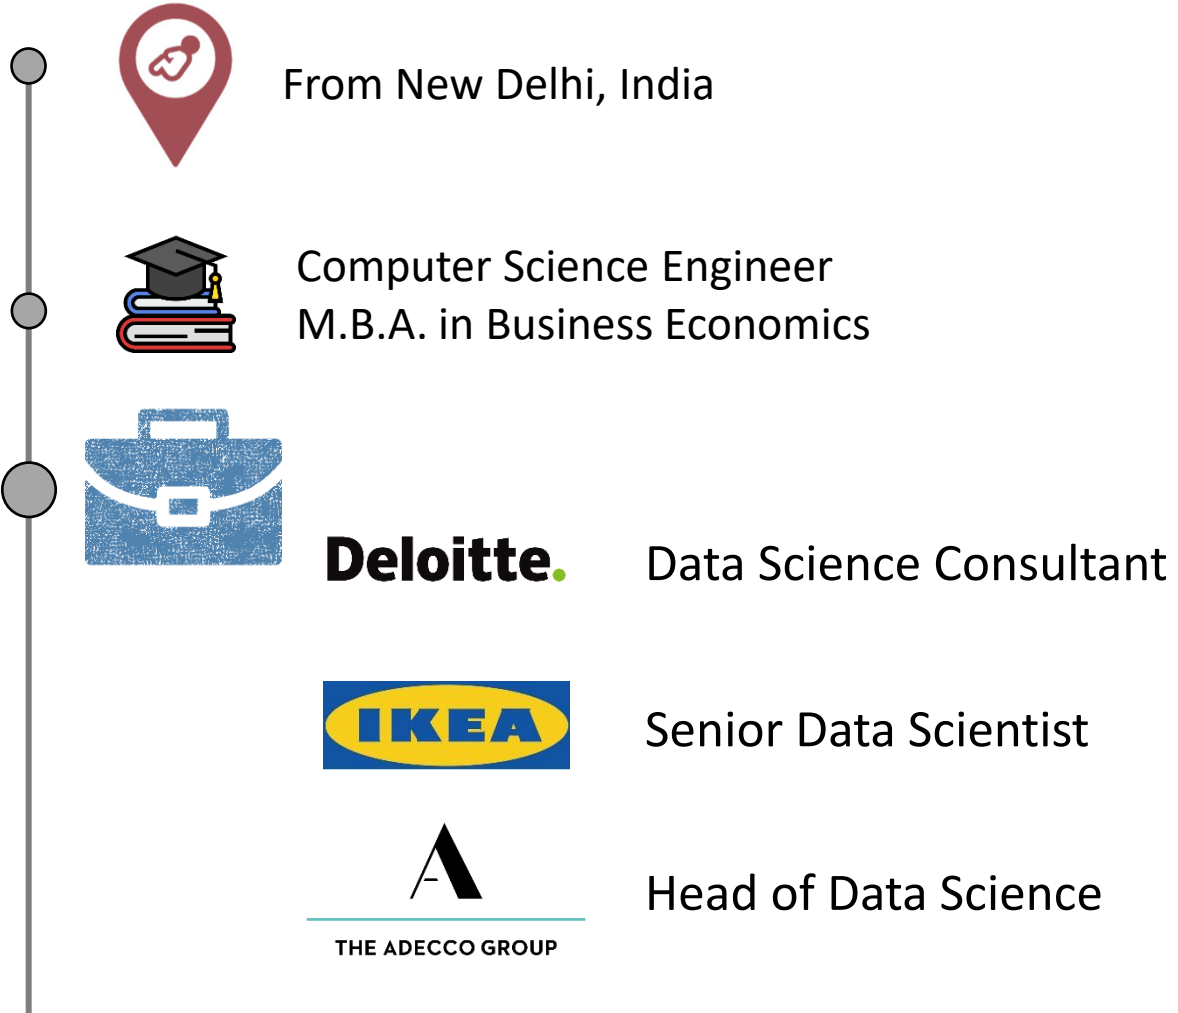 From New Delhi, India
Computer Science Engineer
M.B.A. in Business Economics
Deloitte. Data Science Consultant
IKEA Senior Data Scientist
A
THE ADECCO GROUP
Head of Data Science